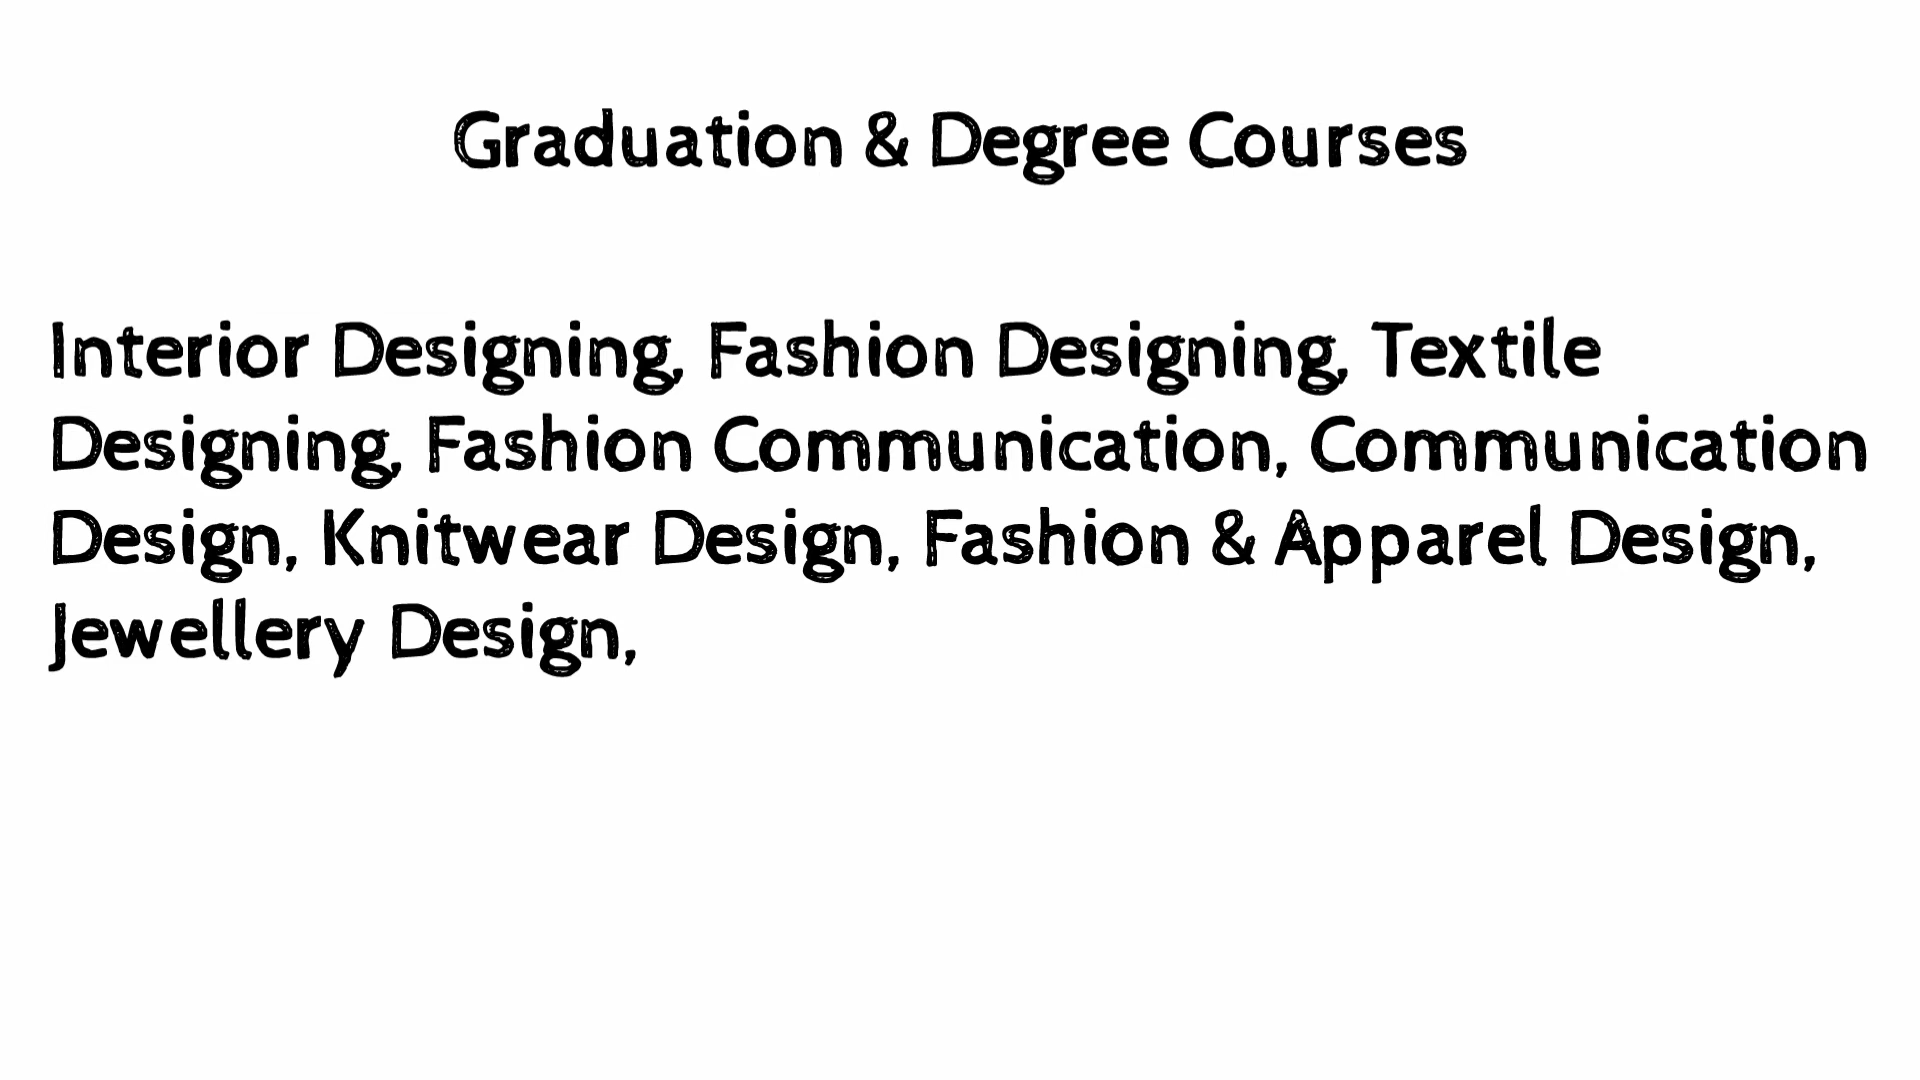 Graduation & Degree Courses
Interior Designing, Fashion Designing, Textile
Designing, Fashion Communication, Communication
Design, Knitwear Design, Fashion & Apparel Design,
Jewellery Design,